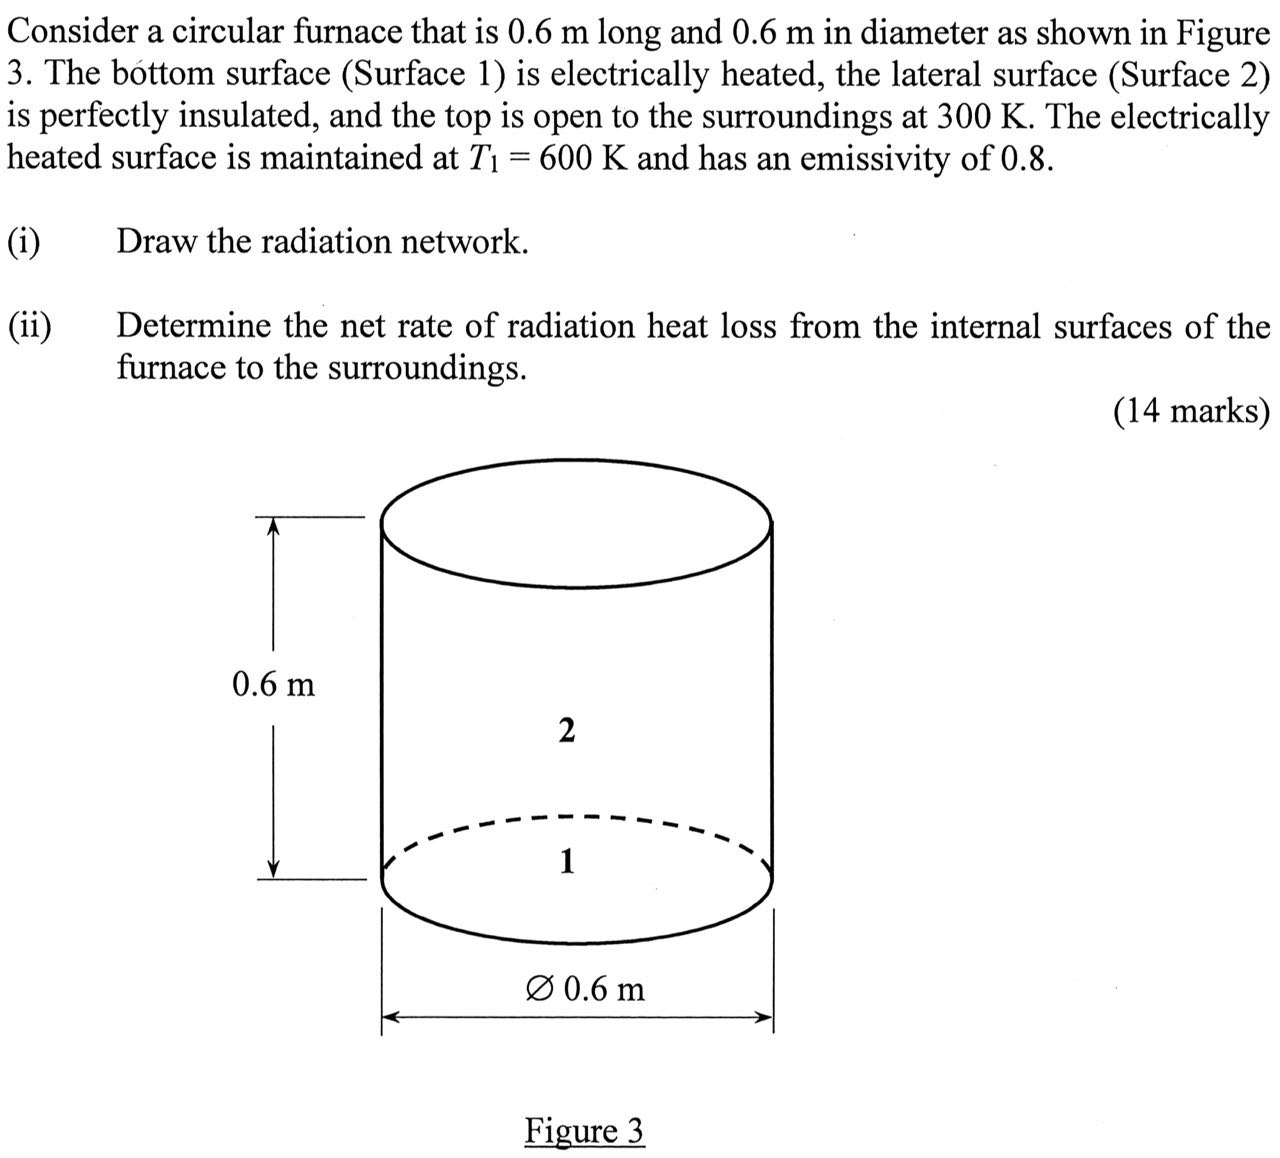 Consider a circular furnace that is 0.6 m long and 0.6 m in diameter as shown in Figure
3. The bottom surface (Surface 1) is electrically heated, the lateral surface (Surface 2)
is perfectly insulated, and the top is open to the surroundings at 300 K. The electrically
heated surface is maintained at T1 = 600 K and has an emissivity of 0.8.
(i) Draw the radiation network.
(ii) Determine the net rate of radiation heat loss from the internal surfaces of the
furnace to the surroundings.
(14 marks)
0.6 m
2
1
∅ 0.6 m
Figure 3